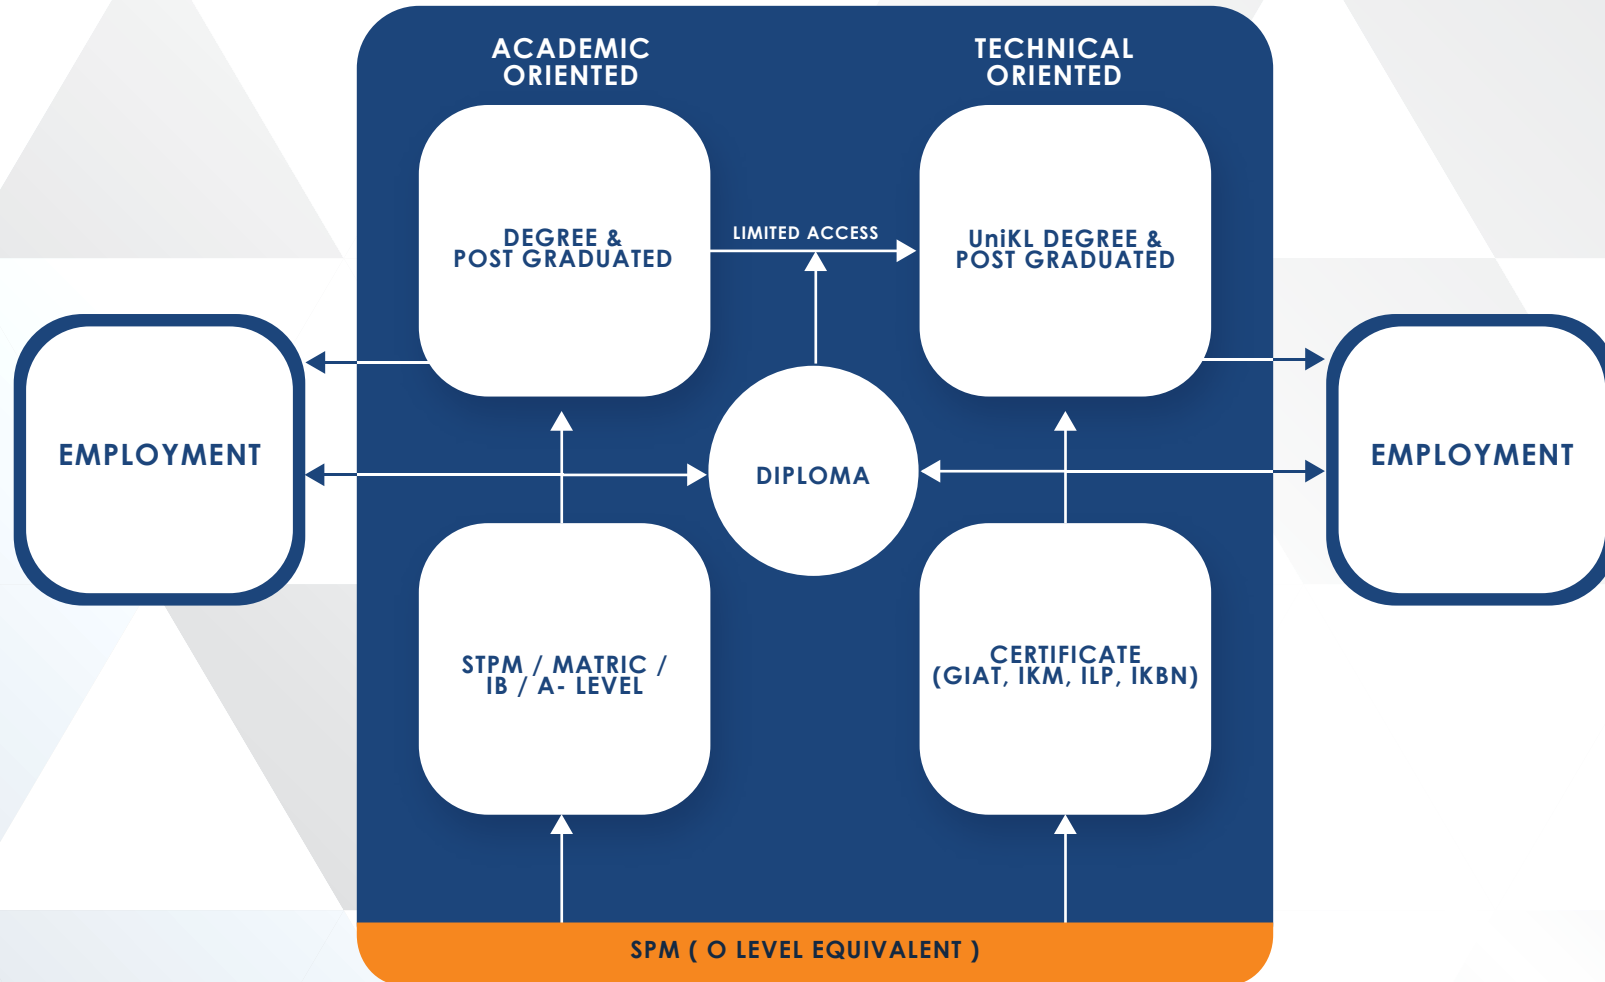 ACADEMIC
ORIENTED
TECHNICAL
ORIENTED
DEGREE &
POST GRADUATED
LIMITED ACCESS
UniKL DEGREE &
POST GRADUATED
EMPLOYMENT
DIPLOMA
EMPLOYMENT
STPM / MATRIC /
IB / A- LEVEL
CERTIFICATE
(GIAT, IKM, ILP, IKBN)
SPM ( O LEVEL EQUIVALENT )